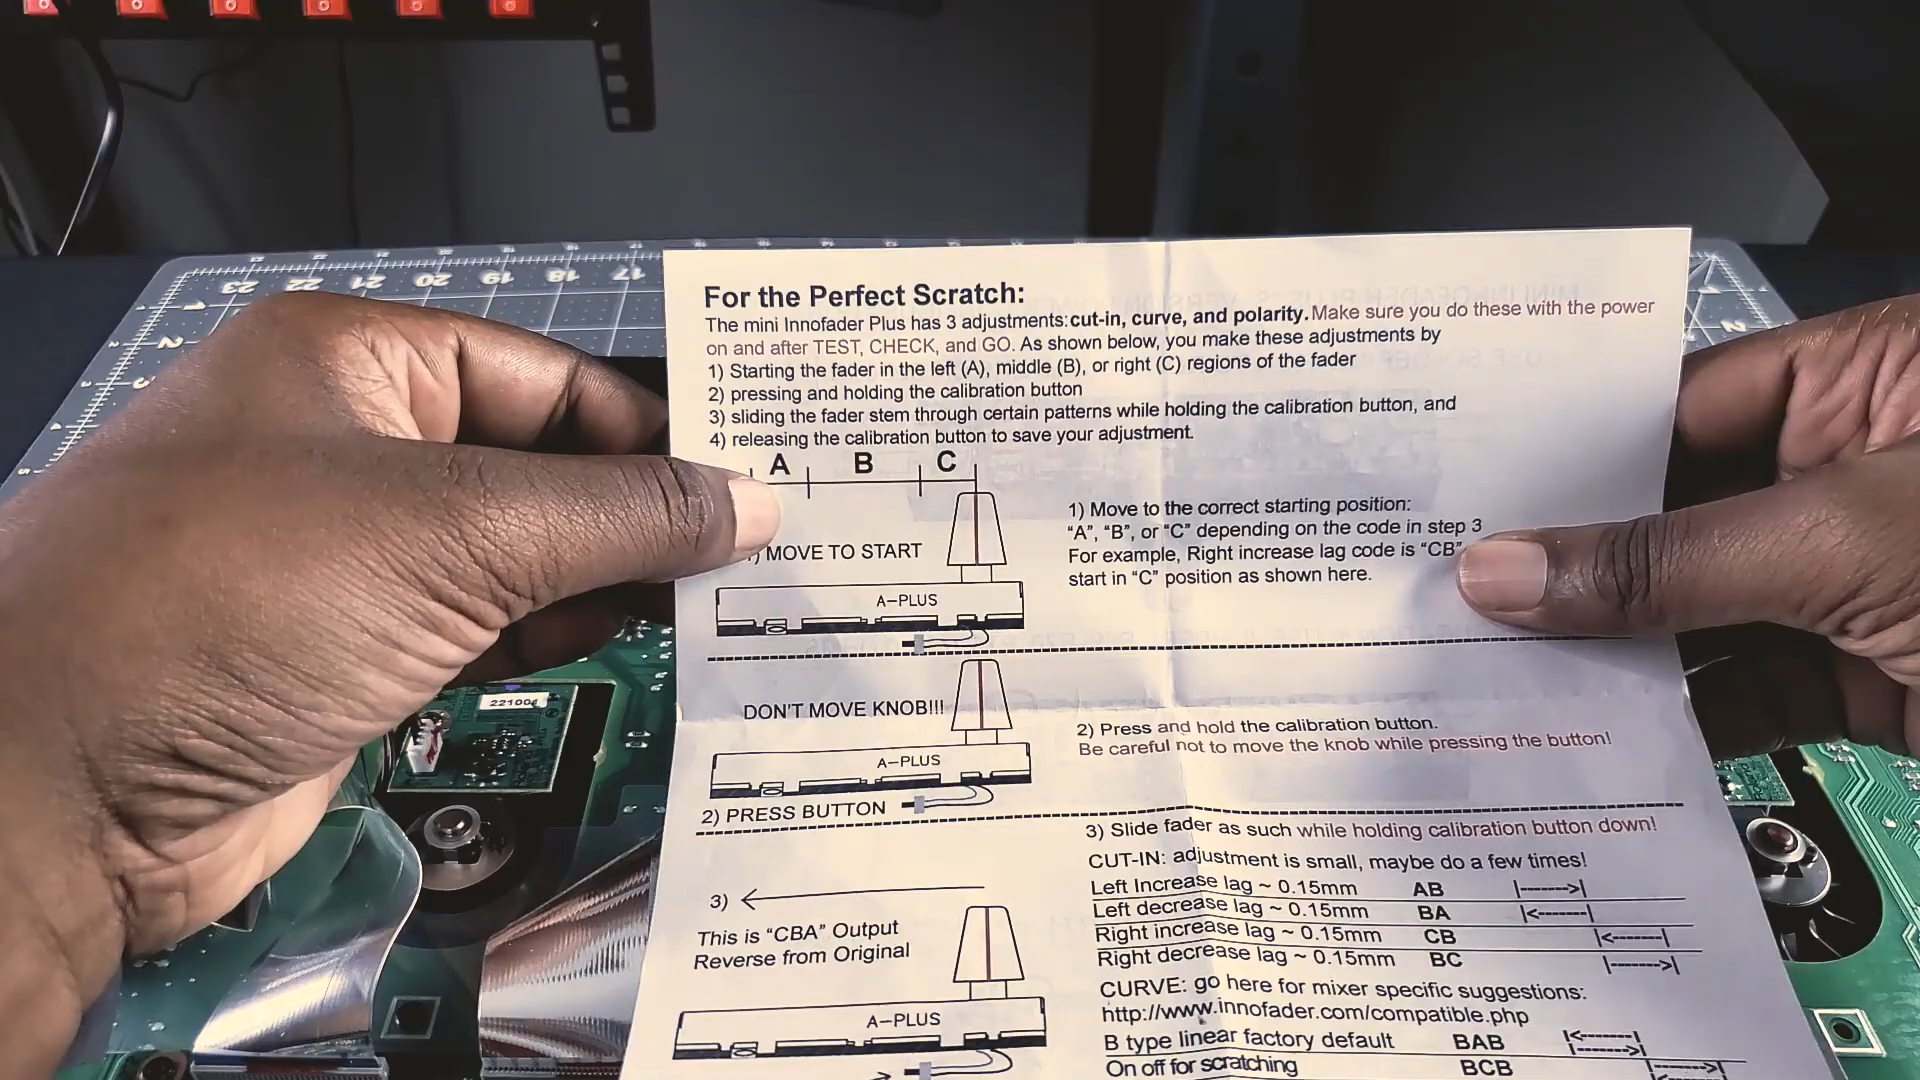 23 22 21 20 19 18 17
For the Perfect Scratch:
The mini Innofader Plus has 3 adjustments: cut-in, curve, and polarity. Make sure you do these with the power
on and after TEST, CHECK, and GO. As shown below, you make these adjustments by
1) Starting the fader in the left (A), middle (B), or right (C) regions of the fader
2) pressing and holding the calibration button
3) sliding the fader stem through certain patterns while holding the calibration button, and
4) releasing the calibration button to save your adjustment.
A B C
MOVE TO START
A-PLUS
1) Move to the correct starting position:
“A”, “B”, or “C” depending on the code in step 3
For example, Right increase lag code is “CB”
start in “C” position as shown here.
DON'T MOVE KNOB!!!
A-PLUS
2) PRESS BUTTON
2) Press and hold the calibration button.
Be careful not to move the knob while pressing the button!
3)
This is “CBA” Output
Reverse from Original
A-PLUS
3) Slide fader as such while holding calibration button down!
CUT-IN: adjustment is small, maybe do a few times!
Left Increase lag ~ 0.15mm AB |------->|
Left decrease lag ~ 0.15mm BA |<-------|
Right increase lag ~ 0.15mm CB |<-------|
Right decrease lag ~ 0.15mm BC |------->|
CURVE: go here for mixer specific suggestions:
http://www.innofader.com/compatible.php
B type linear factory default BAB |<-------|
|------->|
On off for scratching BCB |------->|